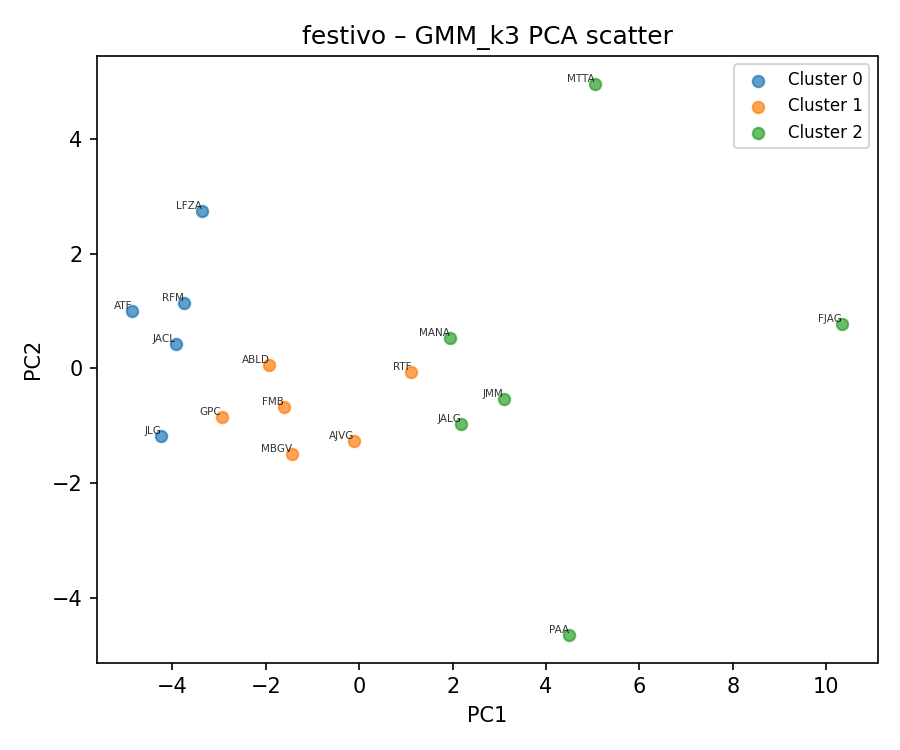 festivo – GMM_k3 PCA scatter
MTTA
Cluster 0
Cluster 1
Cluster 2
4
LFZA
2
ATF
RFM
JACL
FJAG
MANA
ABLD
RTF
0
PC2
GPC
FMB
JMM
JLG
MBGV
AJVG
JALG
−2
−4
PAA
−4
−2
0
2
4
6
8
10
PC1